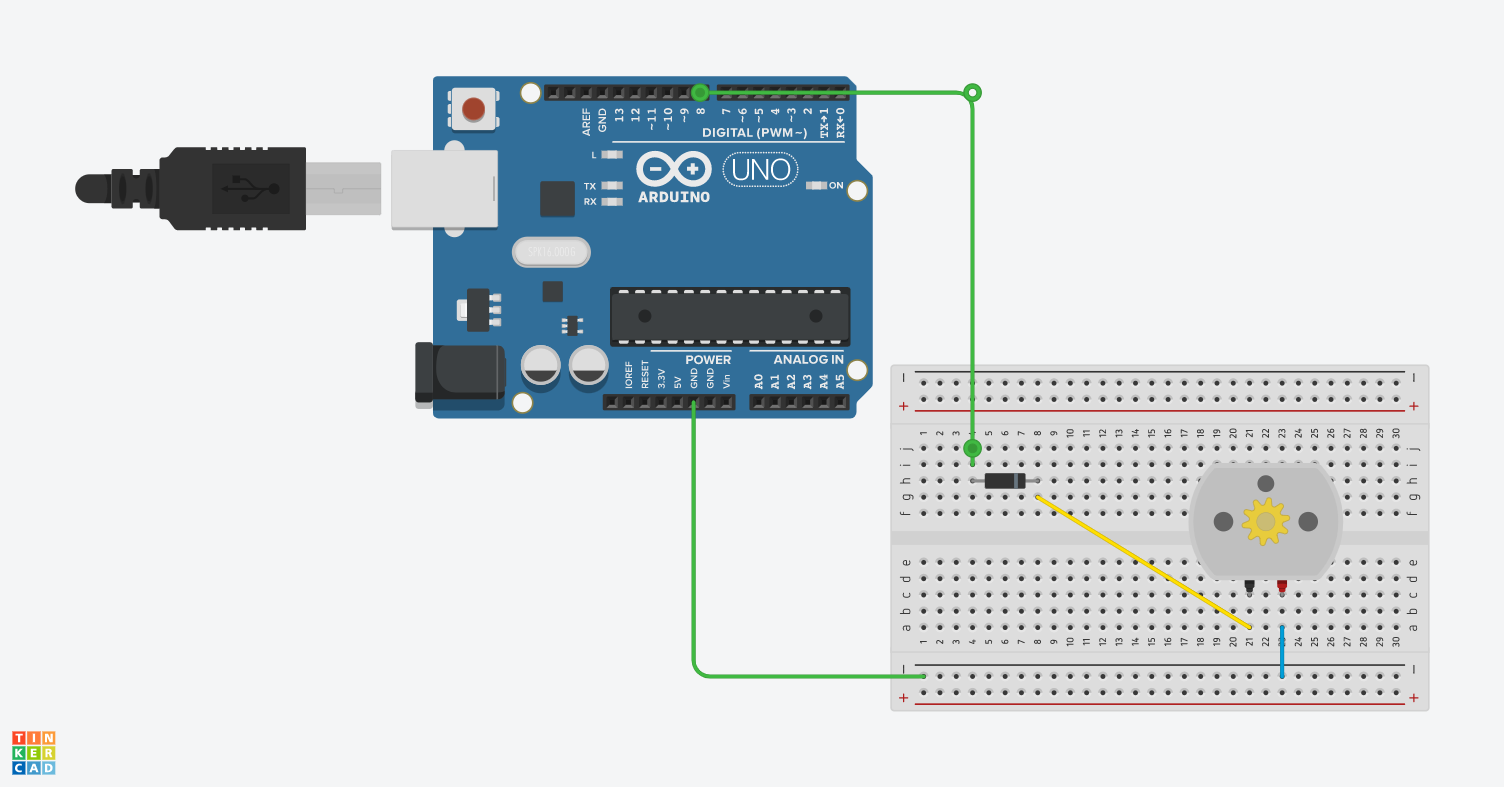 AREF
GND
13
12
~11
~10
~9
8
7
~6
~5
4
~3
2
TX→1
RX←0
DIGITAL (PWM~)
L
TX
RX
UNO
ON
ARDUINO
POWER
ANALOG IN
IOREF
RESET
3.3V
5V
GND
GND
Vin
A0
A1
A2
A3
A4
A5
− −
+ +
1 2 3 5 6 7 8 9 10 11 12 13 14 15 16 17 18 19 20 21 22 23 24 25 26 27 28 29 30
j j
i i
h h
g g
f f
e e
d d
c c
b b
a a
1 2 3 4 5 6 7 8 9 10 11 12 13 14 15 16 17 18 19 20 21 22 24 25 26 27 28 29 30
− −
+ +
TIN
KER
CAD